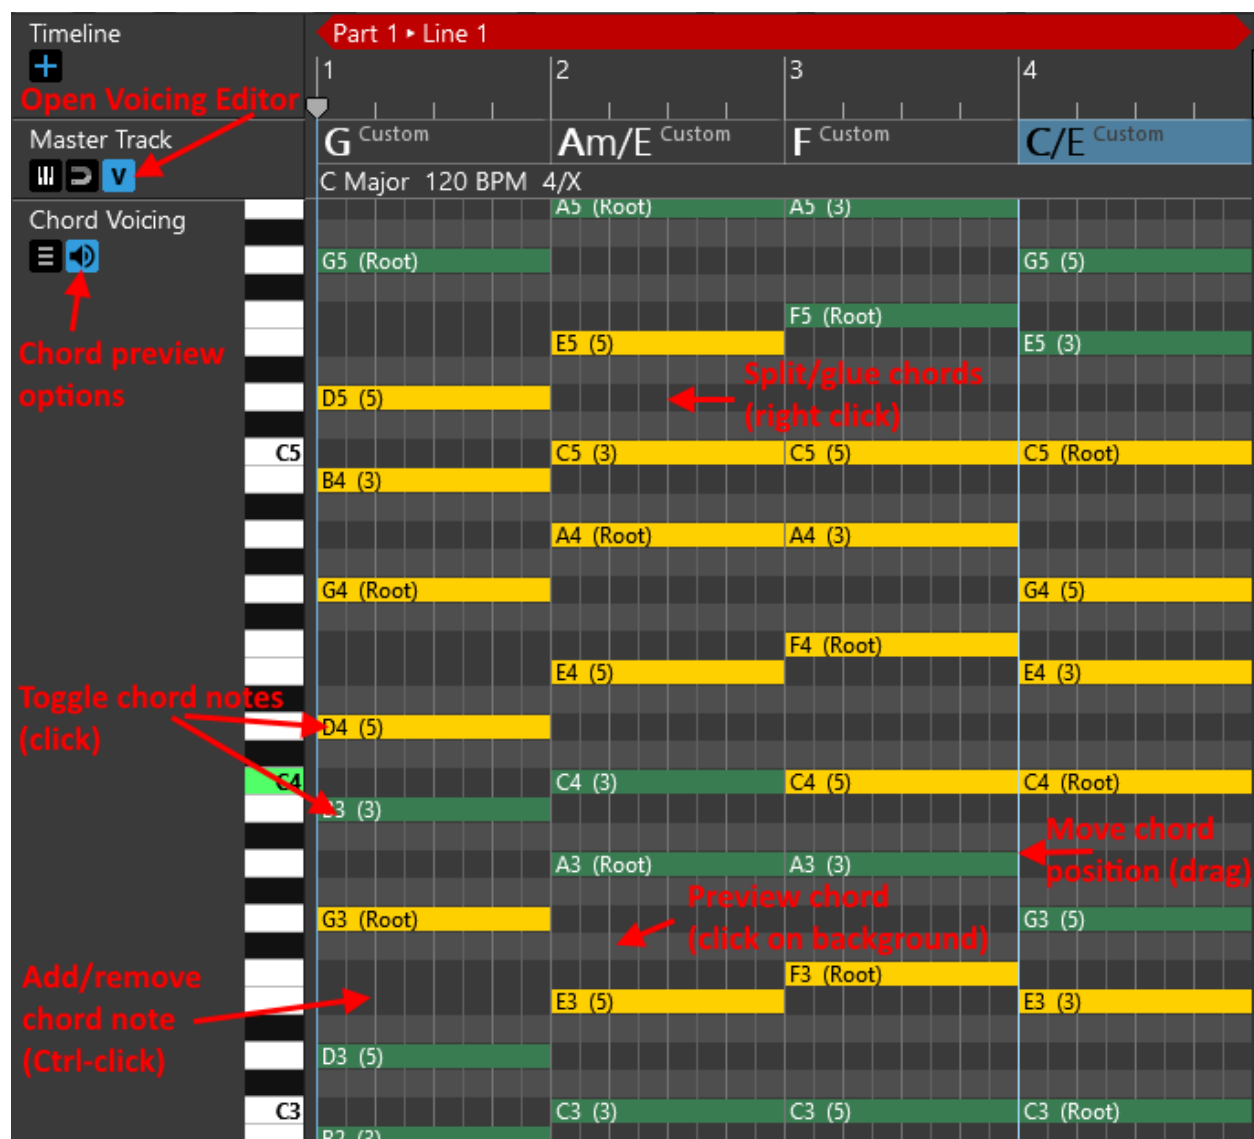 Timeline
Part 1 ▸ Line 1
1 2 3 4
Open Voicing Editor
Master Track
G Custom Am/E Custom F Custom C/E Custom
V
C Major 120 BPM 4/X
Chord Voicing
A5 (Root) A5 (3)
G5 (Root) G5 (5)
F5 (Root)
Chord preview
options
E5 (5) E5 (3)
Split/glue chords
(right click)
D5 (5)
C5 C5 (3) C5 (5) C5 (Root)
B4 (3)
A4 (Root) A4 (3)
G4 (Root) G4 (5)
F4 (Root)
E4 (5) E4 (3)
Toggle chord notes
(click)
D4 (5)
C4 C4 (3) C4 (5) C4 (Root)
B3 (3)
Move chord
position (drag)
A3 (Root) A3 (3)
Preview chord
(click on background)
G3 (Root) G3 (5)
F3 (Root)
Add/remove
chord note
(Ctrl-click)
E3 (5) E3 (3)
D3 (5)
C3 C3 (3) C3 (5) C3 (Root)
B2 (3)